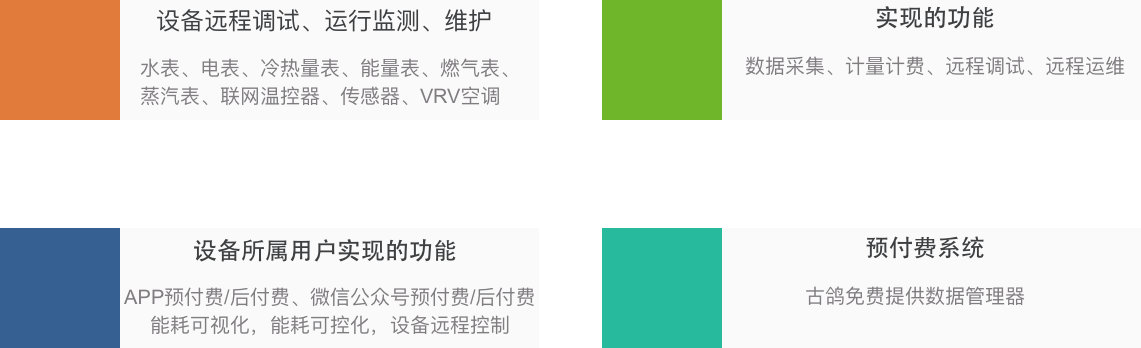 设备远程调试、运行监测、维护
水表、电表、冷热量表、能量表、燃气表、
蒸汽表、联网温控器、传感器、VRV空调
实现的功能
数据采集、计量计费、远程调试、远程运维
设备所属用户实现的功能
APP预付费/后付费、微信公众号预付费/后付费
能耗可视化，能耗可控化，设备远程控制
预付费系统
古鸽免费提供数据管理器